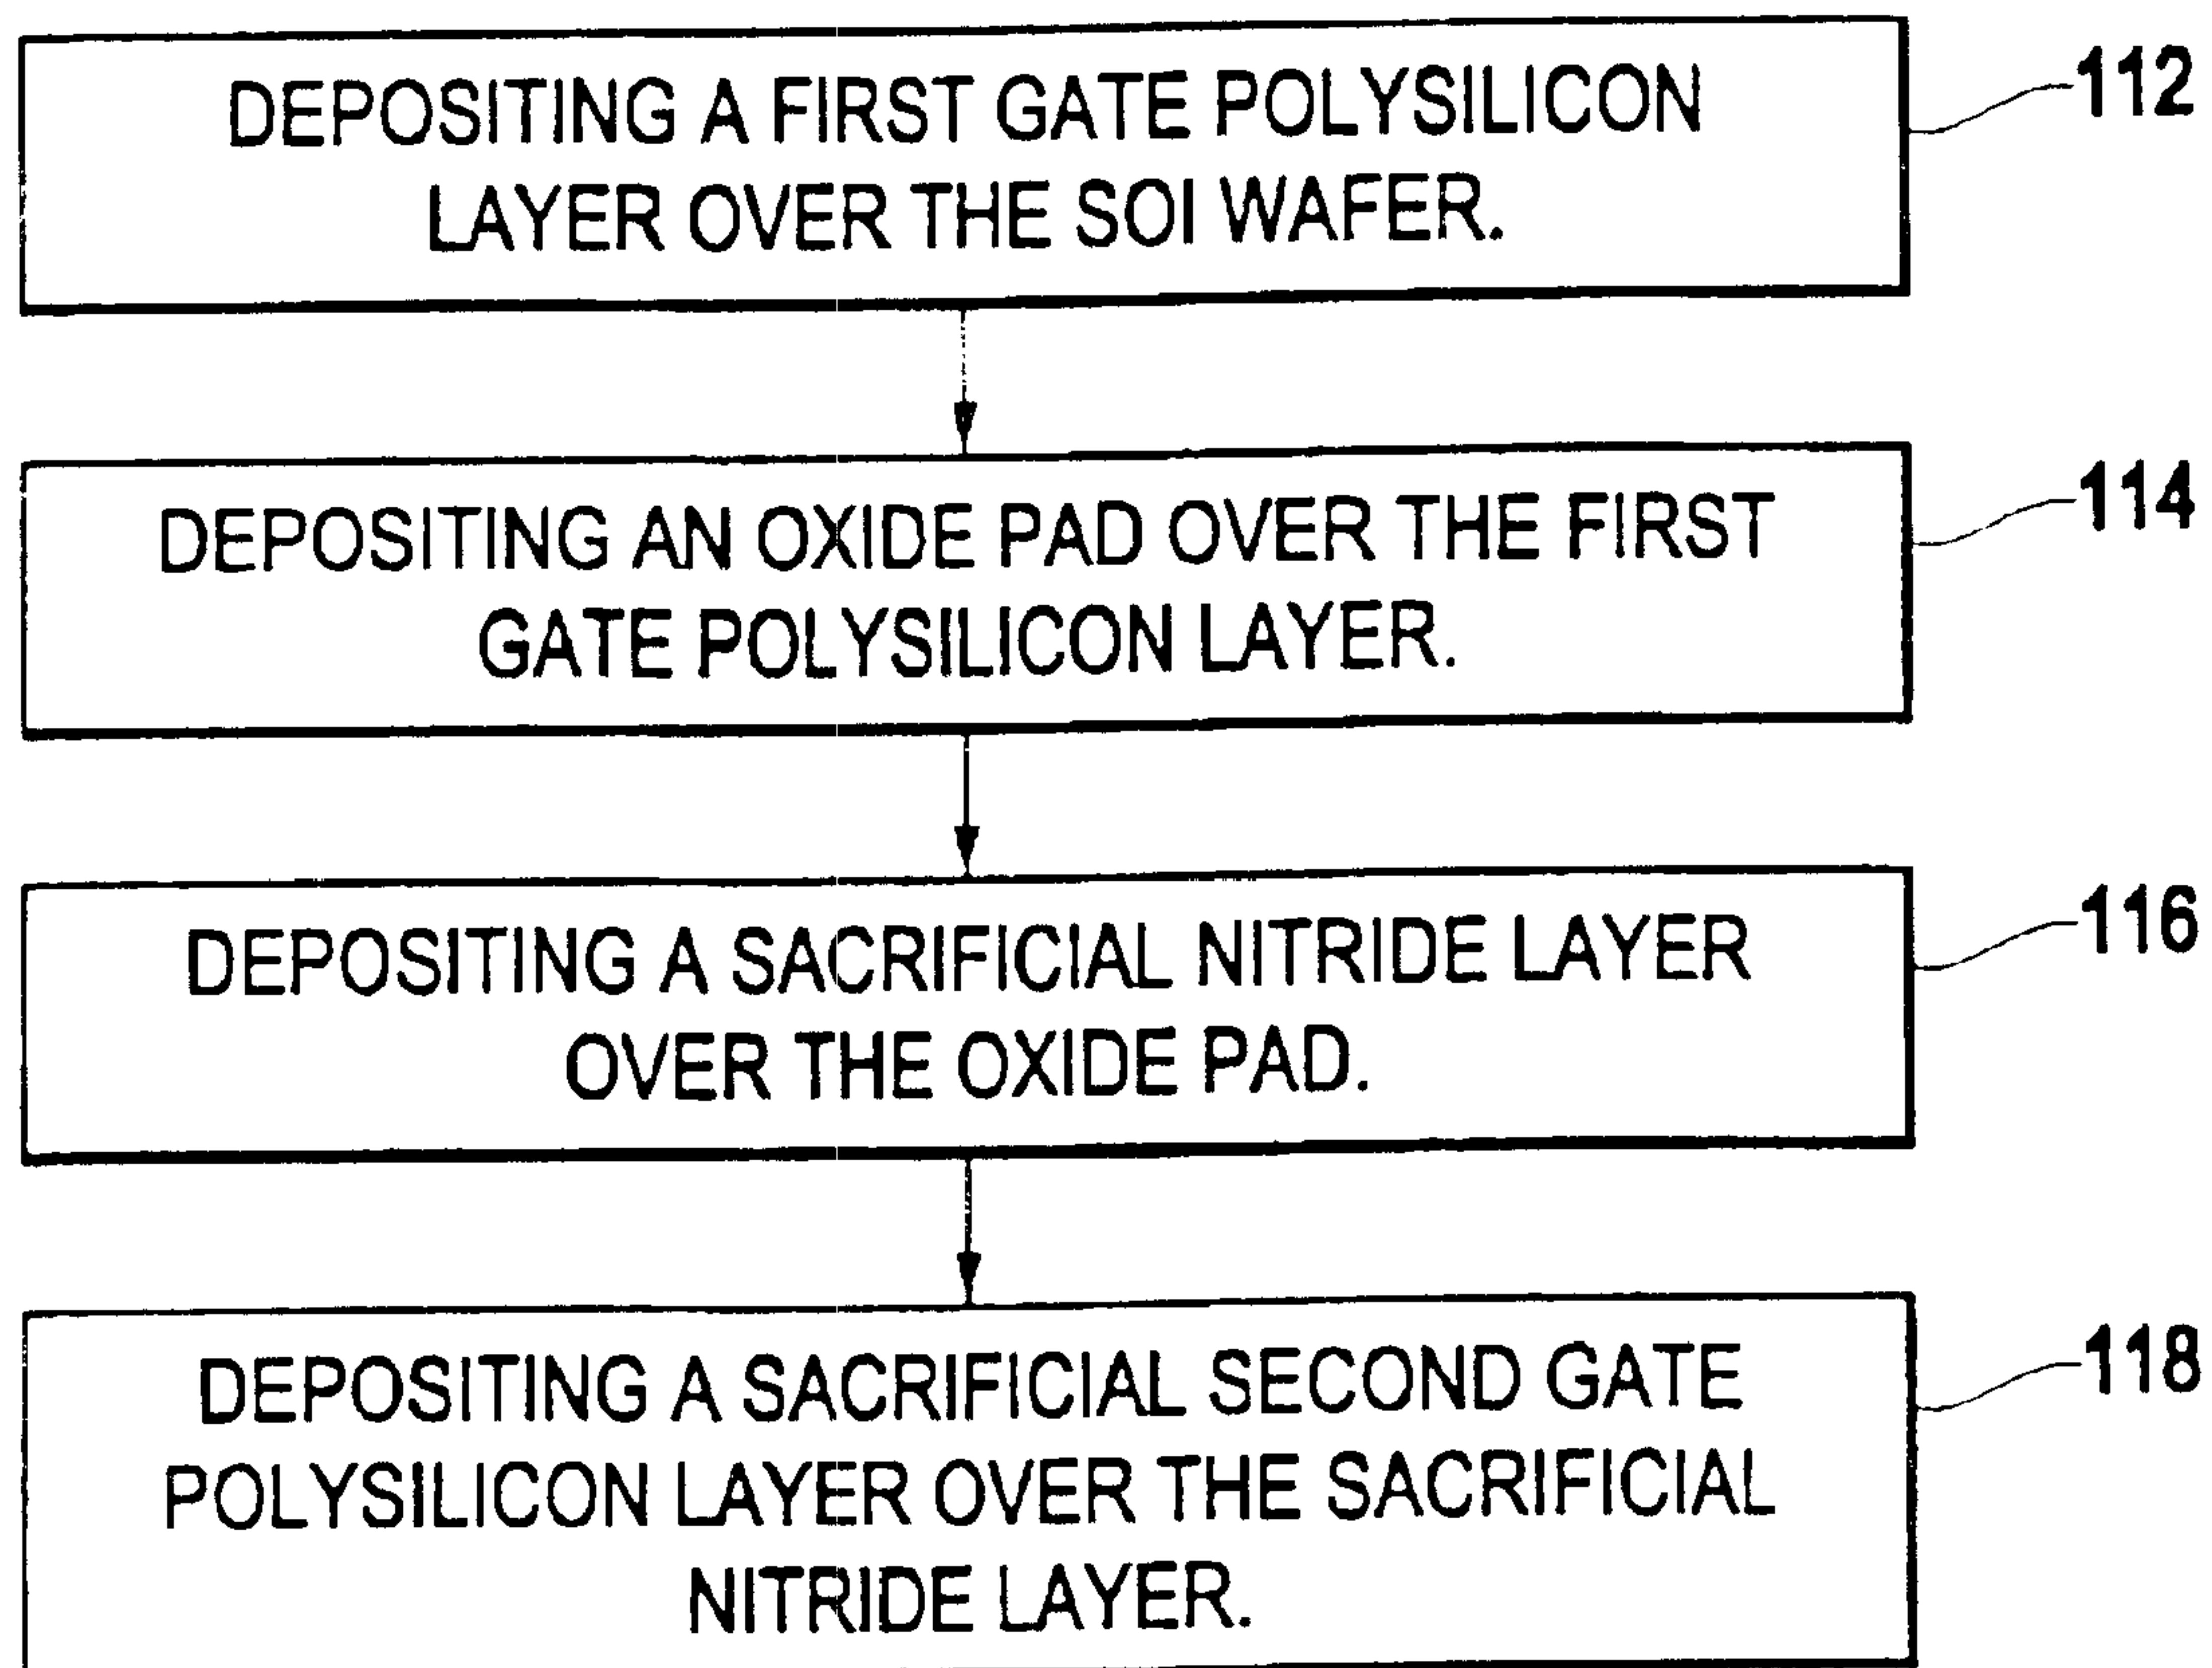 DEPOSITING A FIRST GATE POLYSILICON
LAYER OVER THE SOI WAFER.
112
DEPOSITING AN OXIDE PAD OVER THE FIRST
GATE POLYSILICON LAYER.
114
DEPOSITING A SACRIFICIAL NITRIDE LAYER
OVER THE OXIDE PAD.
116
DEPOSITING A SACRIFICIAL SECOND GATE
POLYSILICON LAYER OVER THE SACRIFICIAL
NITRIDE LAYER.
118